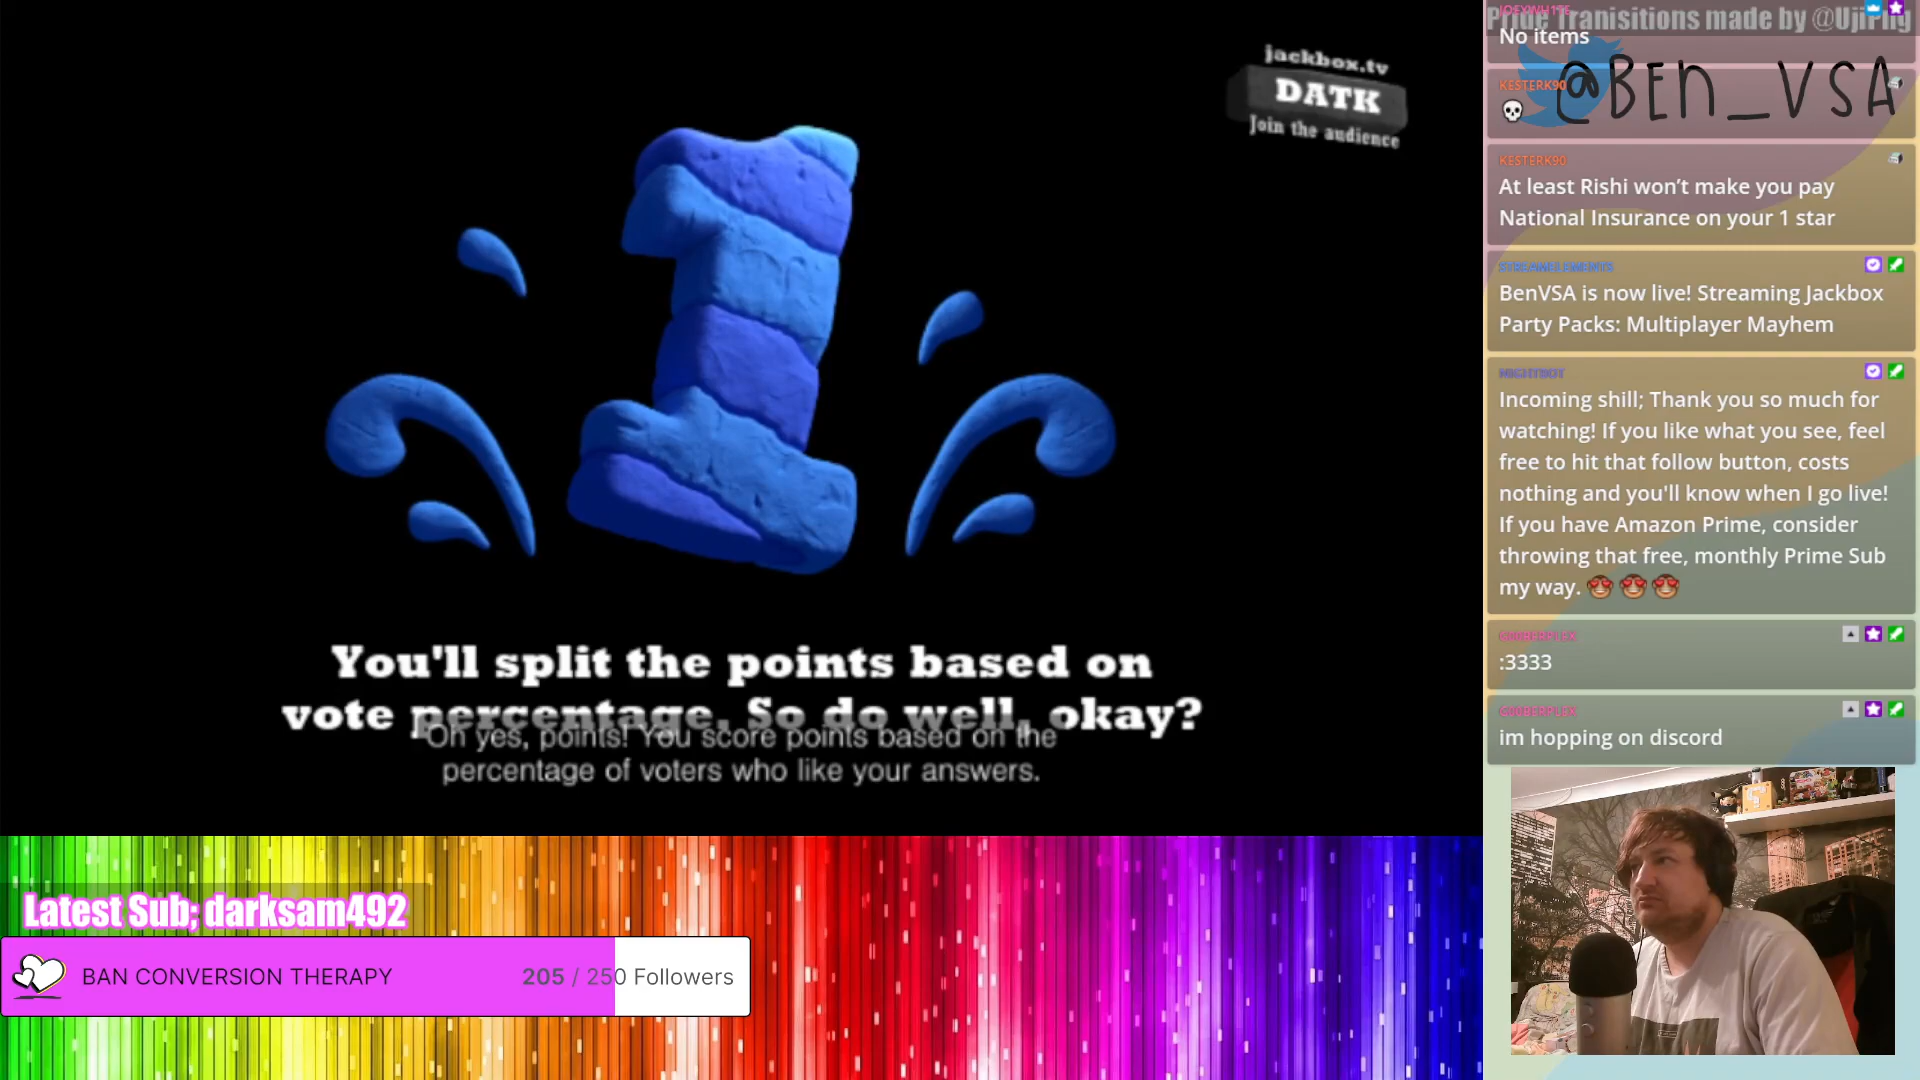 jackbox.tv
DATK
Join the audience
You'll split the points based on
vote percentage. So do well, okay?
Oh yes, points! You score points based on the
percentage of voters who like your answers.
Latest Sub; darksam492
BAN CONVERSION THERAPY
205 / 250 Followers
Pride Tranisitions made by @UjiPhg
@BEN_VSA
JOEXWH1TE
No items
KESTERK90
KESTERK90
At least Rishi won't make you pay
National Insurance on your 1 star
STREAMELEMENTS
BenVSA is now live! Streaming Jackbox
Party Packs: Multiplayer Mayhem
NIGHTBOT
Incoming shill; Thank you so much for
watching! If you like what you see, feel
free to hit that follow button, costs
nothing and you'll know when I go live!
If you have Amazon Prime, consider
throwing that free, monthly Prime Sub
my way.
:3333
im hopping on discord